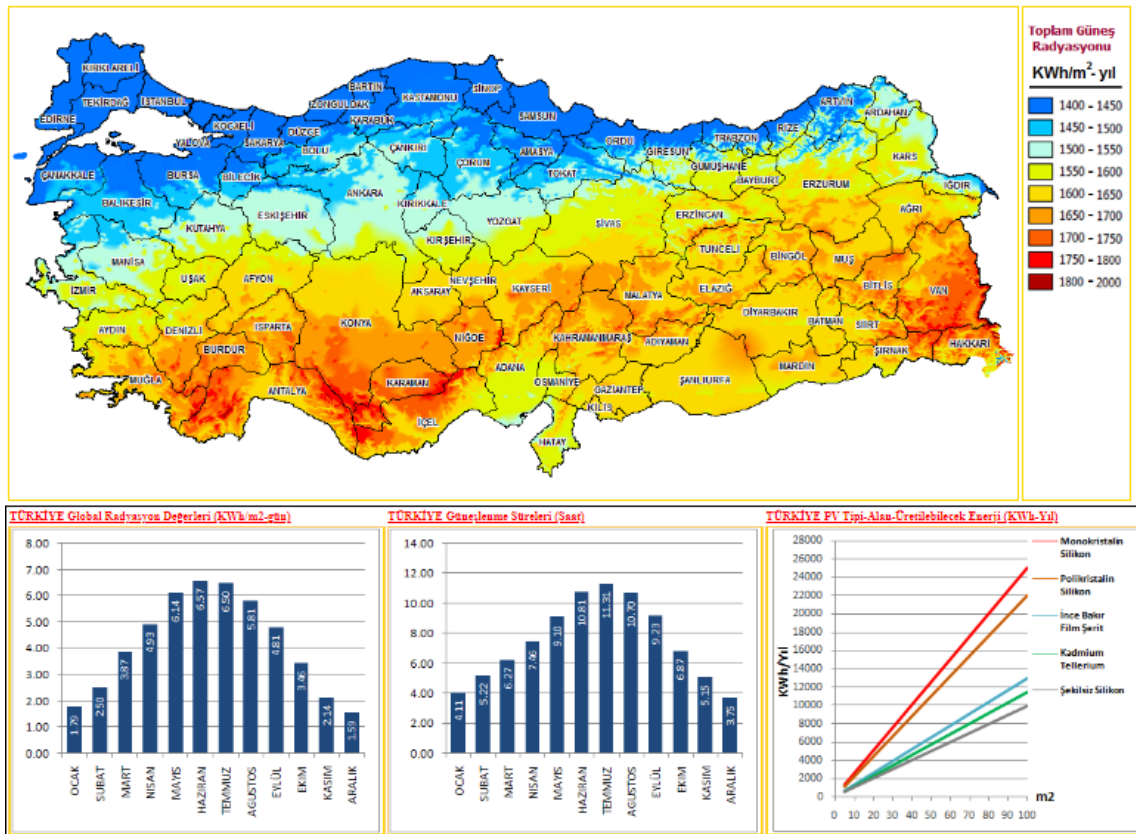 Toplam Güneş
Radyasyonu
KWh/m²- yıl
1400 - 1450
1450 - 1500
1500 - 1550
1550 - 1600
1600 - 1650
1650 - 1700
1700 - 1750
1750 - 1800
1800 - 2000
KIRKLARELİ
TEKİRDAĞ
İSTANBUL
EDİRNE
KOCAELİ
YALOVA
SAKARYA
DÜZCE
ZONGULDAK
BARTIN
KARABÜK
KASTAMONU
SİNOP
SAMSUN
BOLU
ÇANKIRI
ÇORUM
AMASYA
TOKAT
ORDU
GİRESUN
TRABZON
RİZE
ARTVİN
ARDAHAN
GÜMÜŞHANE
BAYBURT
KARS
IĞDIR
ERZURUM
AĞRI
ÇANAKKALE
BURSA
BİLECİK
BALIKESİR
ESKİŞEHİR
ANKARA
KIRIKKALE
YOZGAT
SİVAS
ERZİNCAN
KÜTAHYA
KIRŞEHİR
TUNCELİ
BİNGÖL
MUŞ
MANİSA
UŞAK
AFYON
NEVŞEHİR
AKSARAY
KAYSERİ
MALATYA
ELAZIĞ
BİTLİS
VAN
İZMİR
AYDIN
DENİZLİ
ISPARTA
KONYA
NİĞDE
KAHRAMANMARAŞ
ADIYAMAN
DİYARBAKIR
BATMAN
SİİRT
HAKKARİ
BURDUR
ŞIRNAK
MARDİN
MUĞLA
ANTALYA
KARAMAN
ADANA
OSMANİYE
GAZİANTEP
ŞANLIURFA
KİLİS
İÇEL
HATAY
TÜRKİYE Global Radyasyon Değerleri (KWh/m2-gün)
8.00
7.00
6.00
5.00
4.00
3.00
2.00
1.00
0.00
1.79
2.50
3.87
4.93
6.14
6.57
6.50
5.81
4.81
3.46
2.14
1.59
OCAK
SUBAT
MART
NISAN
MAYIS
HAZIRAN
TEMMUZ
AGUSTOS
EYLÜL
EKIM
KASIM
ARALIK
TÜRKİYE Güneşlenme Süreleri (Saat)
14.00
12.00
10.00
8.00
6.00
4.00
2.00
0.00
4.11
5.22
6.27
7.46
9.10
10.81
11.31
10.70
9.23
6.87
5.15
3.75
OCAK
SUBAT
MART
NISAN
MAYIS
HAZIRAN
TEMMUZ
AGUSTOS
EYLÜL
EKIM
KASIM
ARALIK
TÜRKİYE PV Tipi-Alan-Üretilebilecek Enerji (KWh-Yıl)
KWh/Yıl
28000
26000
24000
22000
20000
18000
16000
14000
12000
10000
8000
6000
4000
2000
0
0 10 20 30 40 50 60 70 80 90 100
m2
Monokristalin
Silikon
Polikristalin
Silikon
İnce Bakır
Film Şerit
Kadmium
Tellerium
Şekilsiz Silikon